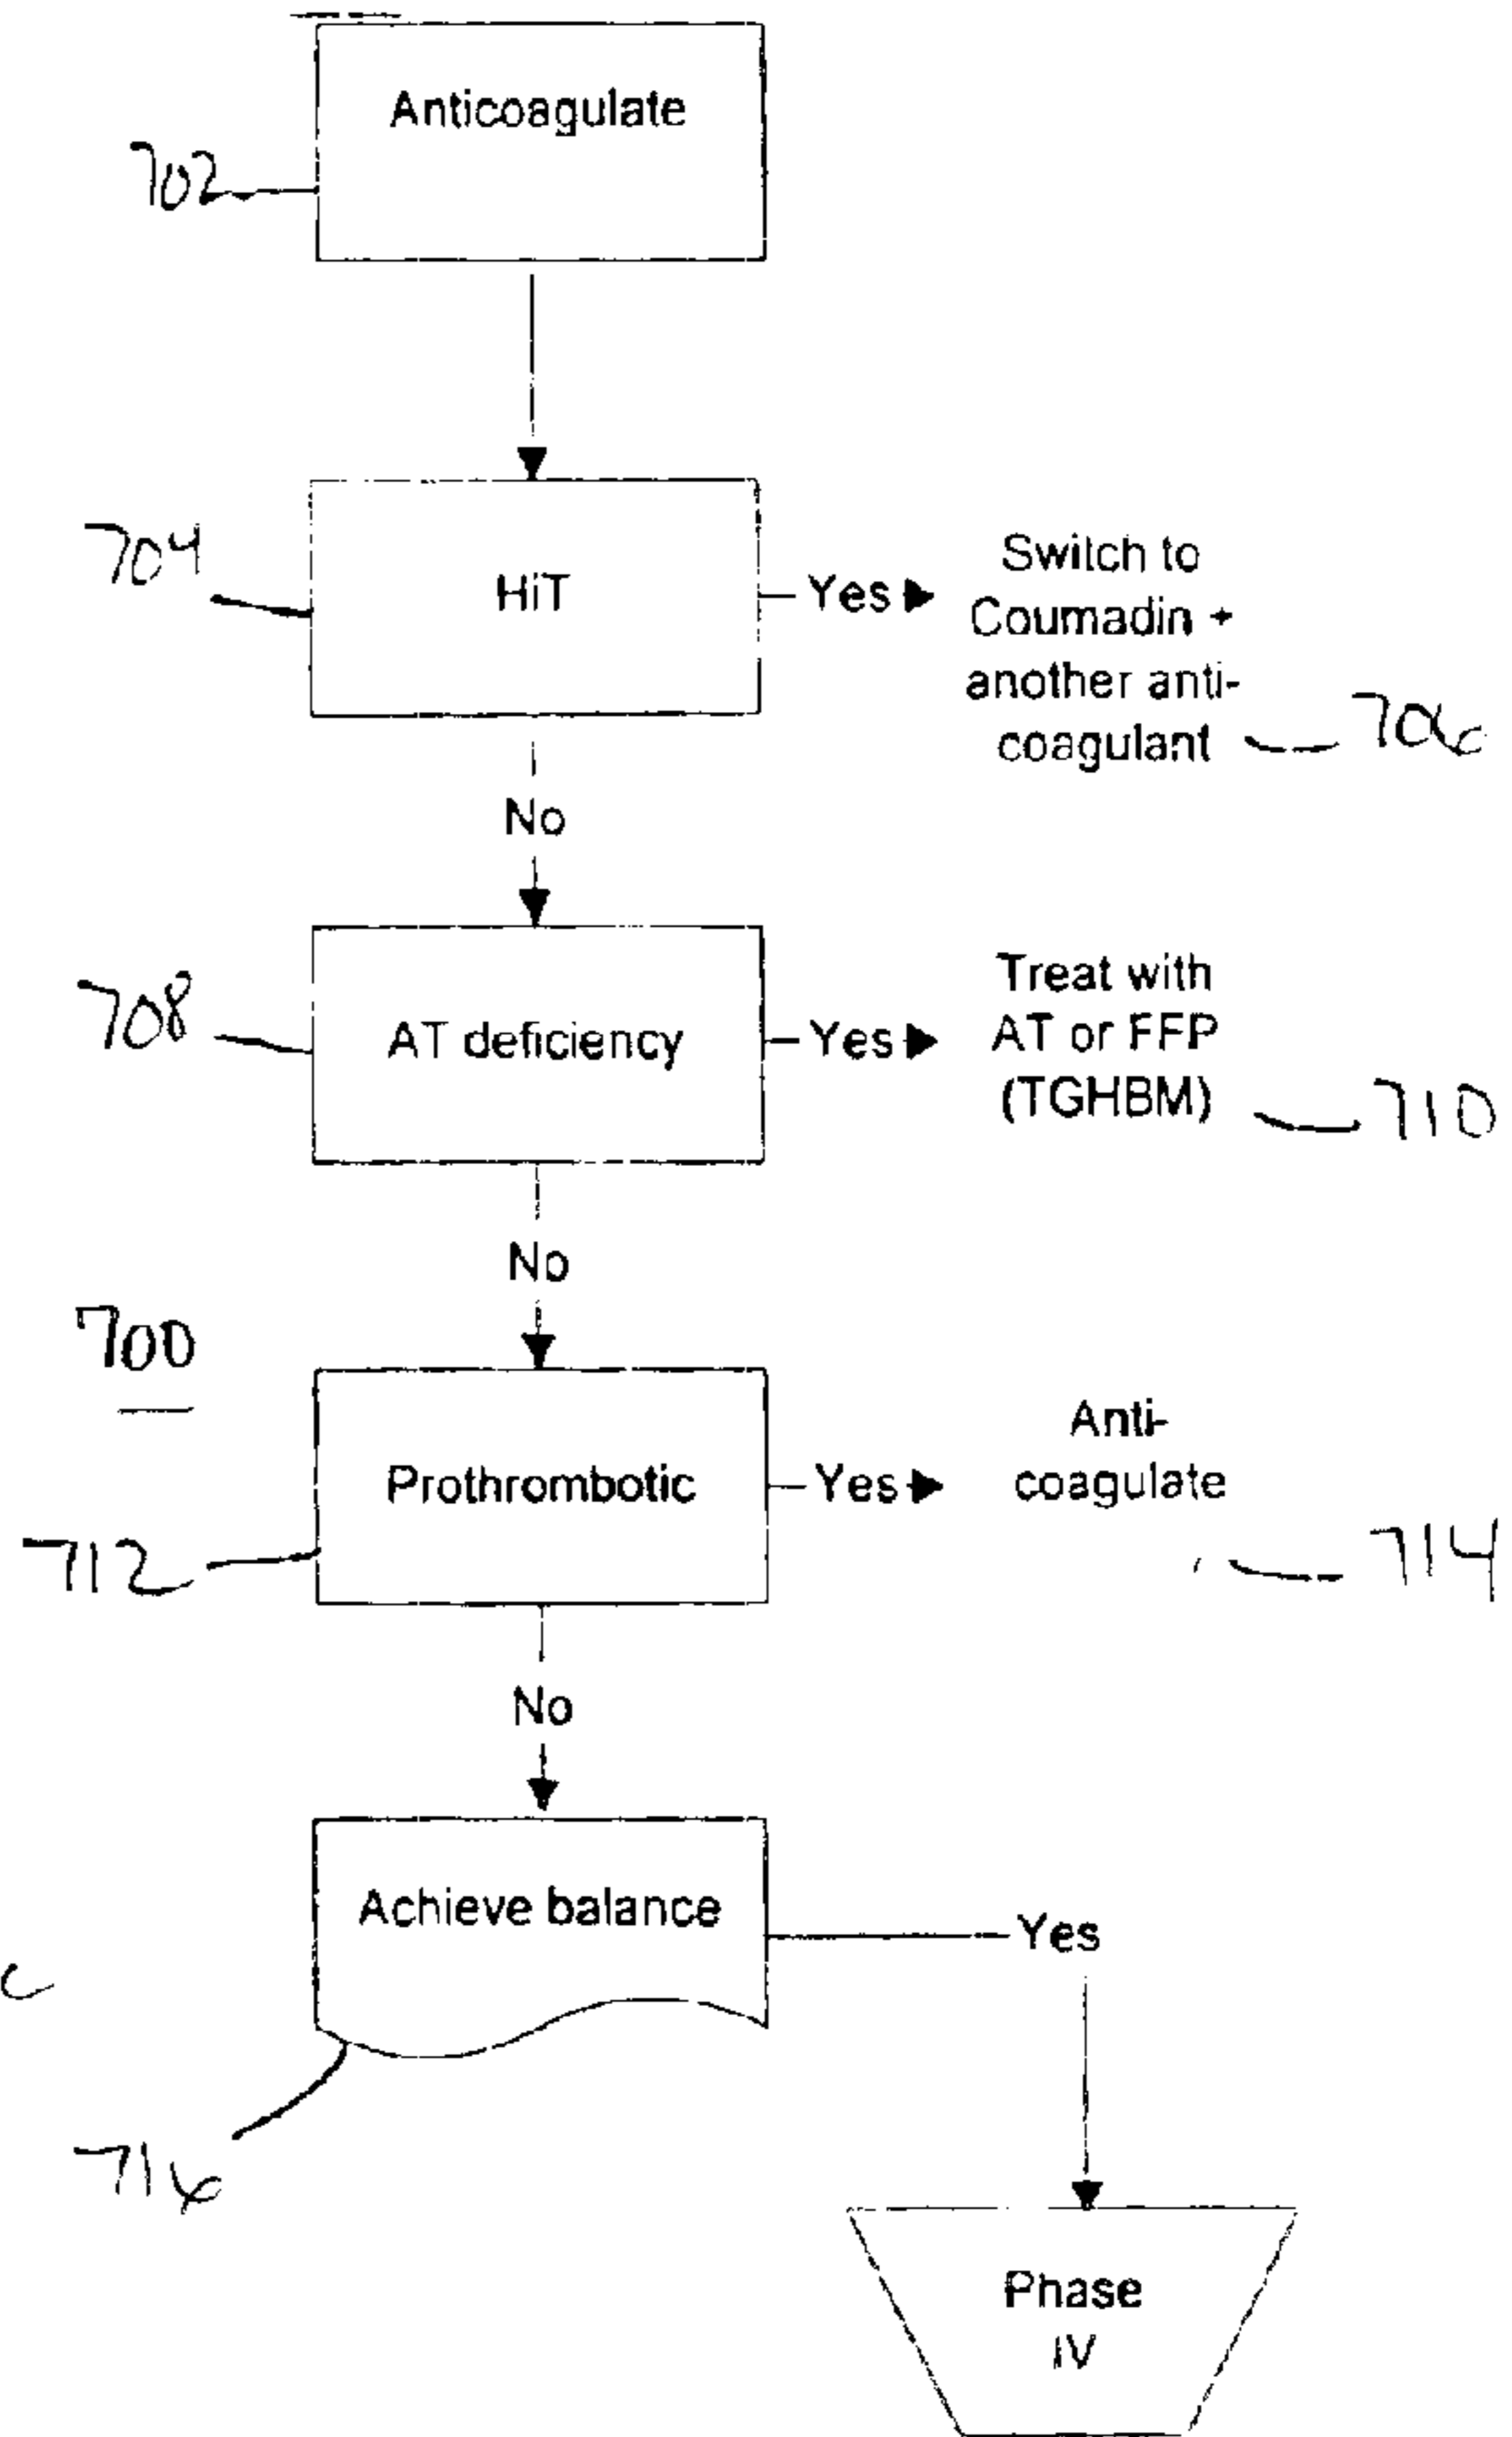 Anticoagulate
702
704
HiT
Yes
Switch to
Coumadin +
another anti-
coagulant
706
No
708
AT deficiency
Yes
Treat with
AT or FFP
(TGHBM)
710
No
700
Prothrombotic
Yes
Anti-
coagulate
712
714
No
Achieve balance
Yes
716
Phase
IV